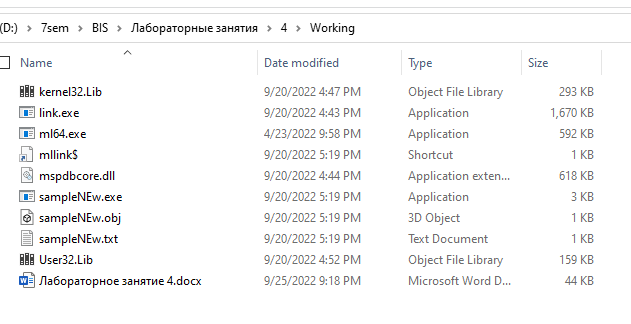 (D:) > 7sem > BIS > Лабораторные занятия > 4 > Working
Name Date modified Type Size
kernel32.Lib 9/20/2022 4:47 PM Object File Library 293 KB
link.exe 9/20/2022 4:43 PM Application 1,670 KB
ml64.exe 4/23/2022 9:58 PM Application 592 KB
mllink$ 9/20/2022 5:19 PM Shortcut 1 KB
mspdbcore.dll 9/20/2022 4:44 PM Application exten... 618 KB
sampleNEw.exe 9/20/2022 5:19 PM Application 3 KB
sampleNEw.obj 9/20/2022 5:19 PM 3D Object 1 KB
sampleNEw.txt 9/20/2022 5:19 PM Text Document 1 KB
User32.Lib 9/20/2022 4:52 PM Object File Library 159 KB
Лабораторное занятие 4.docx 9/25/2022 9:18 PM Microsoft Word D... 44 KB